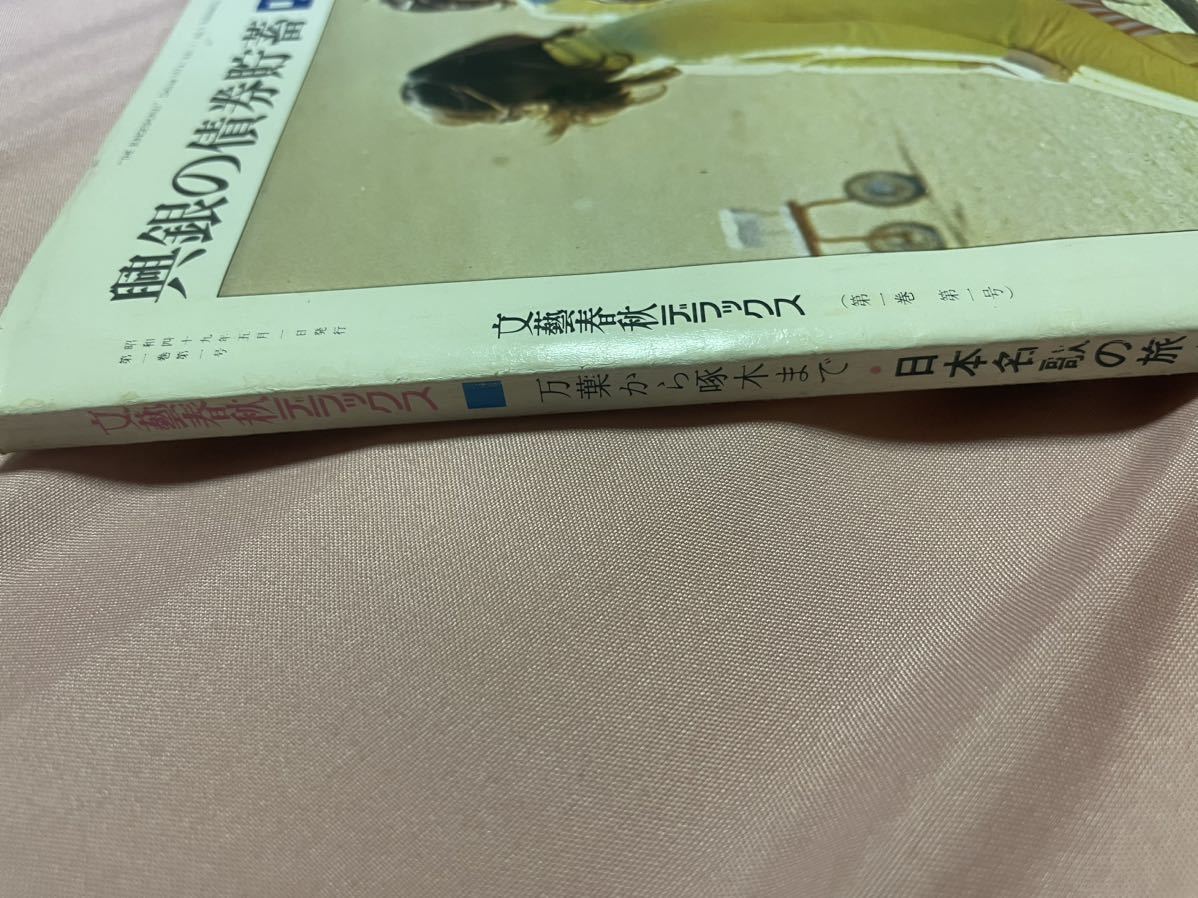 興銀の債券貯蓄
文藝春秋デラックス
(第一巻 第一号)
昭和四十九年五月一日発行
第一巻第一号
文藝春秋デラックス ■ 万葉から啄木まで・日本名歌の旅